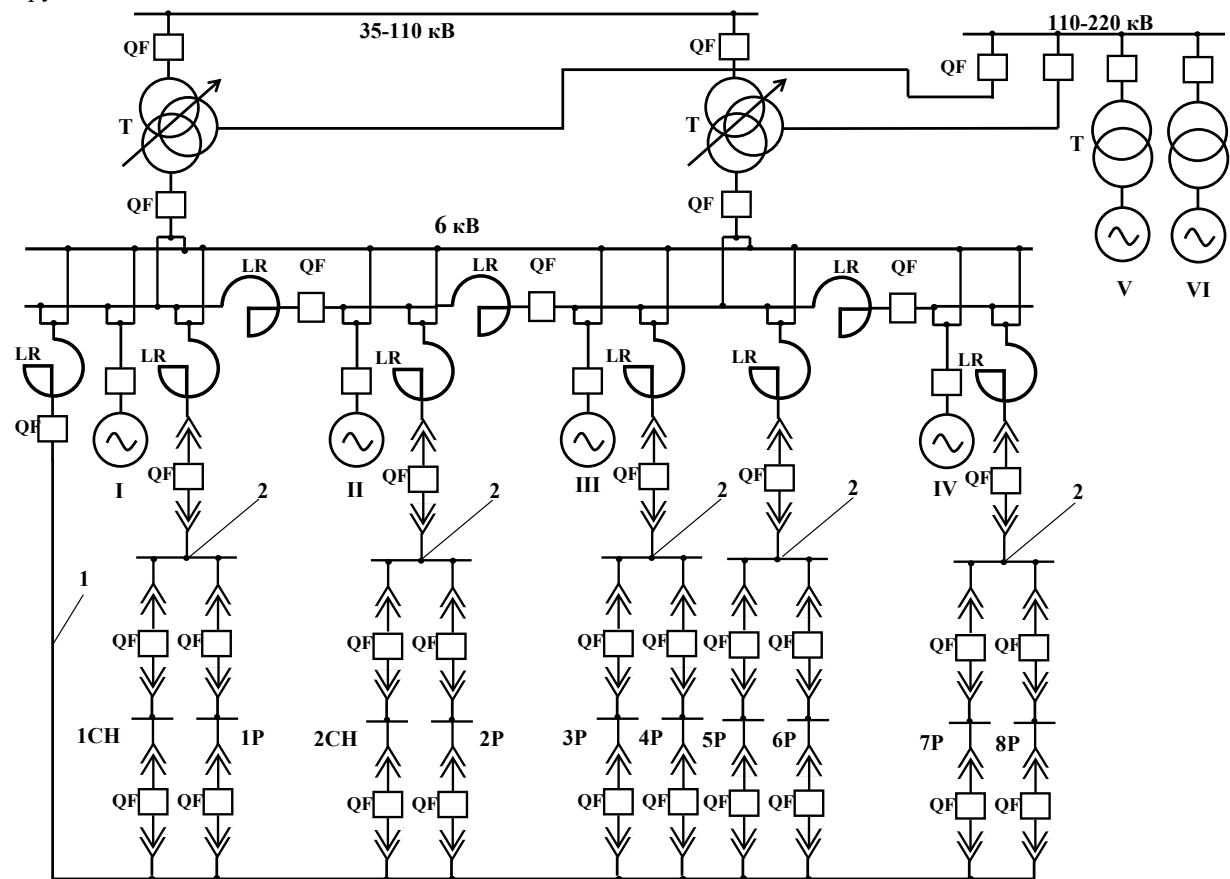 35-110 кВ
110-220 кВ
QF
QF
QF
T
T
T
QF
QF
6 кВ
V
VI
LR
QF
LR
QF
LR
QF
LR
LR
LR
LR
LR
LR
QF
QF
QF
QF
QF
QF
I
II
III
IV
2
2
2
2
2
1
QF
QF
QF
QF
QF
QF
QF
QF
QF
QF
1СН
1Р
2СН
2Р
3Р
4Р
5Р
6Р
7Р
8Р
QF
QF
QF
QF
QF
QF
QF
QF
QF
QF